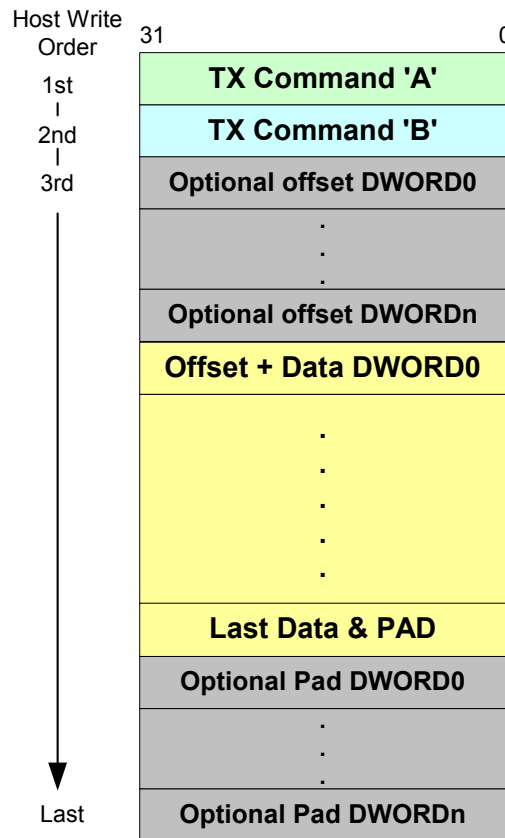 Host Write
Order
31
0
1st
TX Command 'A'
2nd
TX Command 'B'
3rd
Optional offset DWORD0
.
.
.
Optional offset DWORDn
Offset + Data DWORD0
.
.
.
.
.
Last Data & PAD
Optional Pad DWORD0
.
.
.
Last
Optional Pad DWORDn